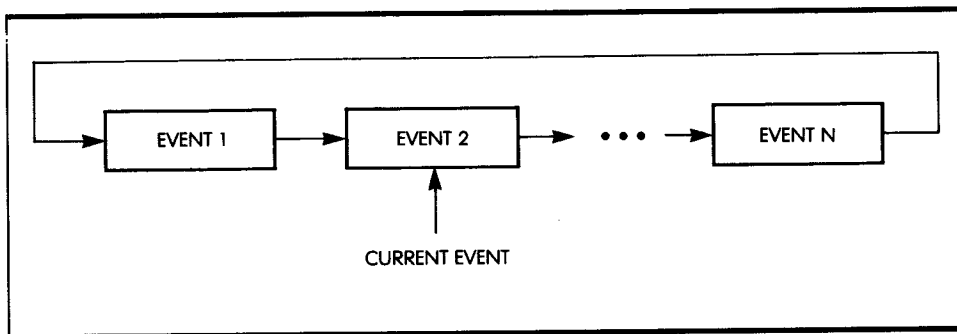 EVENT 1
EVENT 2
• • •
EVENT N
CURRENT EVENT